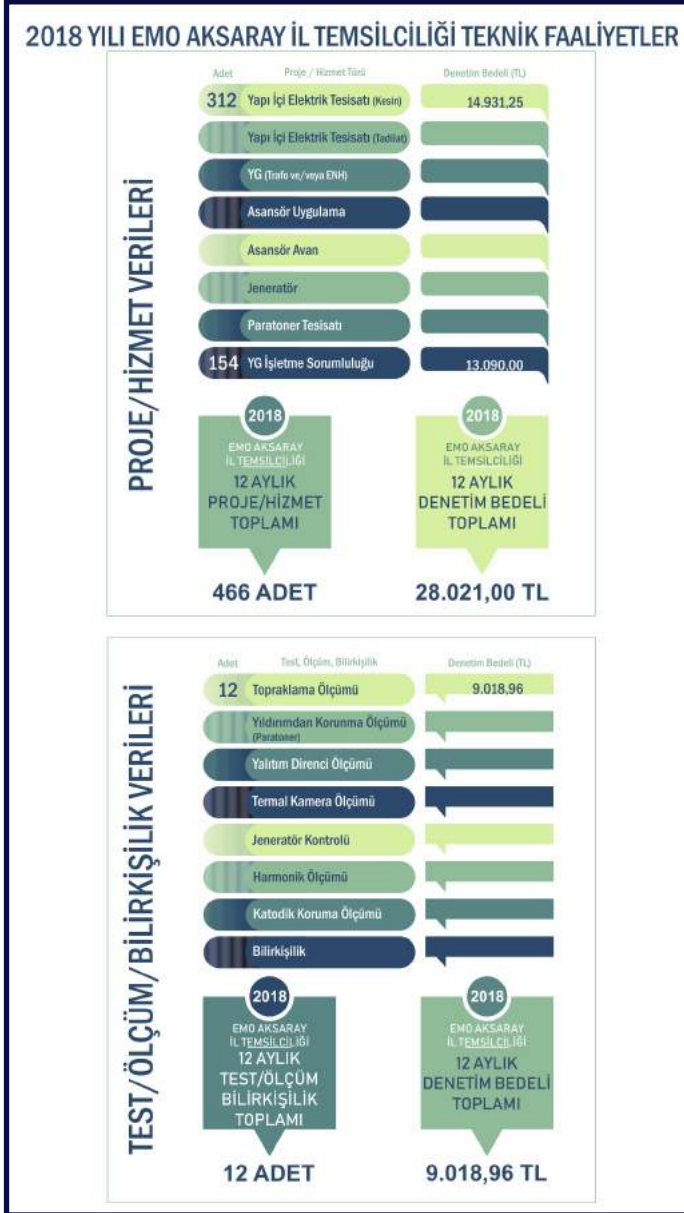 2018 YILI EMO AKSARAY İL TEMSİLCİLİĞİ TEKNİK FAALİYETLER
PROJE/HİZMET VERİLERİ
Adet Proje / Hizmet Türü Denetim Bedeli (TL)
312 Yapı İçi Elektrik Tesisatı (Kesin) 14.931,25
Yapı İçi Elektrik Tesisatı (Tadilat)
YG (Trafo ve/veya ENH)
Asansör Uygulama
Asansör Avan
Jeneratör
Paratoner Tesisatı
154 YG İşletme Sorumluluğu 13.090,00
2018
EMO AKSARAY
İL TEMSİLCİLİĞİ
12 AYLIK
PROJE/HİZMET
TOPLAMI
466 ADET
2018
EMO AKSARAY
İL TEMSİLCİLİĞİ
12 AYLIK
DENETİM BEDELİ
TOPLAMI
28.021,00 TL
TEST/ÖLÇÜM/BİLİRKİŞİLİK VERİLERİ
Adet Test, Ölçüm, Bilirkişilik Denetim Bedeli (TL)
12 Topraklama Ölçümü 9.018,96
Yıldırımdan Korunma Ölçümü
(Paratoner)
Yalıtım Direnci Ölçümü
Termal Kamera Ölçümü
Jeneratör Kontrolü
Harmonik Ölçümü
Katodik Koruma Ölçümü
Bilirkişilik
2018
EMO AKSARAY
İL TEMSİLCİLİĞİ
12 AYLIK
TEST/ÖLÇÜM
BİLİRKİŞİLİK
TOPLAMI
12 ADET
2018
EMO AKSARAY
İL TEMSİLCİLİĞİ
12 AYLIK
DENETİM BEDELİ
TOPLAMI
9.018,96 TL